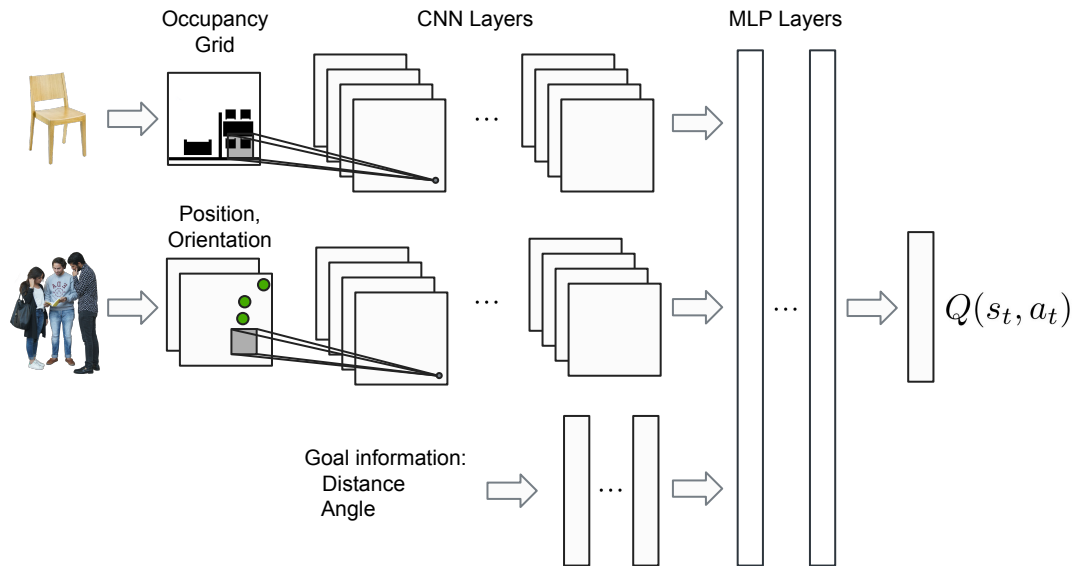 Occupancy
Grid
CNN Layers
MLP Layers
...
Position,
Orientation
...
...
Q(s_t, a_t)
Goal information:
Distance
Angle
...